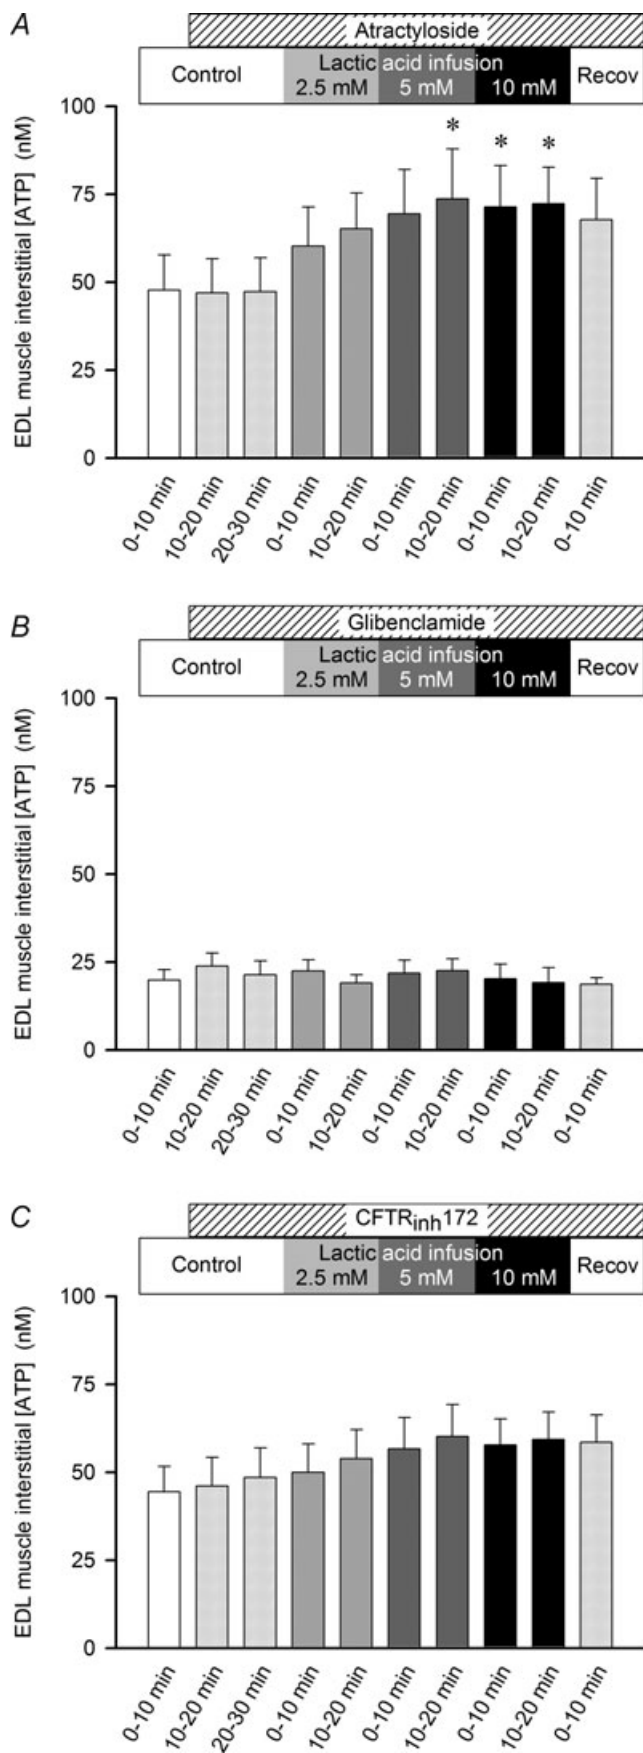 A
Atractyloside
Control
Lactic acid infusion
2.5 mM
5 mM
10 mM
Recov
EDL muscle interstitial [ATP] (nM)
100
75
50
25
0
*
*
*
0-10 min
10-20 min
20-30 min
0-10 min
10-20 min
0-10 min
10-20 min
0-10 min
10-20 min
0-10 min
B
Glibenclamide
Control
Lactic acid infusion
2.5 mM
5 mM
10 mM
Recov
EDL muscle interstitial [ATP] (nM)
100
75
50
25
0
0-10 min
10-20 min
20-30 min
0-10 min
10-20 min
0-10 min
10-20 min
0-10 min
10-20 min
0-10 min
C
CFTRinh172
Control
Lactic acid infusion
2.5 mM
5 mM
10 mM
Recov
EDL muscle interstitial [ATP] (nM)
100
75
50
25
0
0-10 min
10-20 min
20-30 min
0-10 min
10-20 min
0-10 min
10-20 min
0-10 min
10-20 min
0-10 min